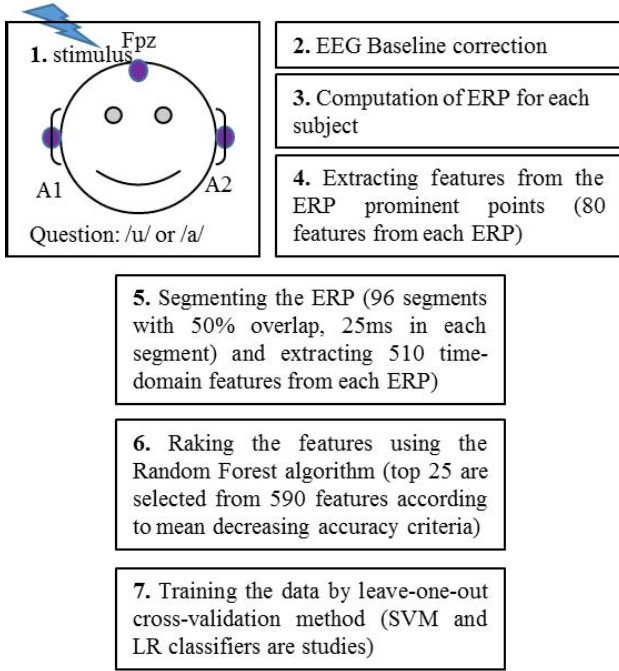 Fpz
1. stimulus
A1
A2
Question: /u/ or /a/
2. EEG Baseline correction
3. Computation of ERP for each
subject
4. Extracting features from the
ERP prominent points (80
features from each ERP)
5. Segmenting the ERP (96 segments
with 50% overlap, 25ms in each
segment) and extracting 510 time-
domain features from each ERP)
6. Raking the features using the
Random Forest algorithm (top 25 are
selected from 590 features according
to mean decreasing accuracy criteria)
7. Training the data by leave-one-out
cross-validation method (SVM and
LR classifiers are studies)